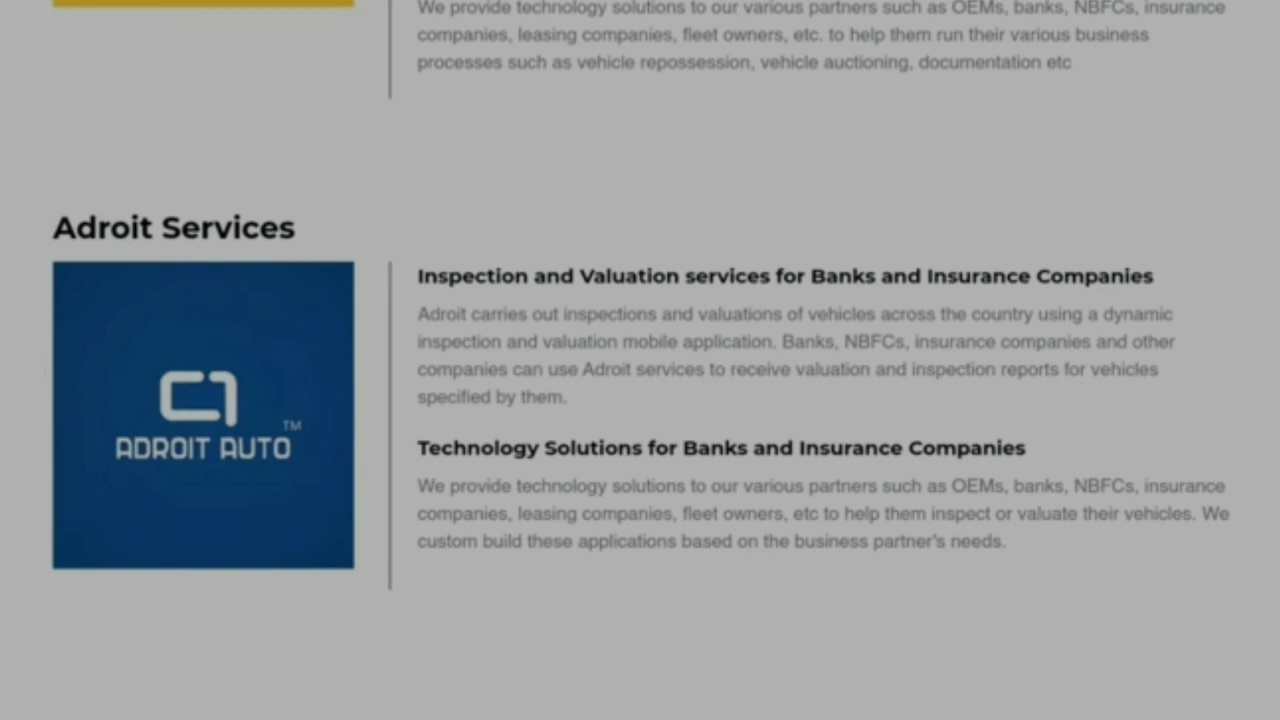 We provide technology solutions to our various partners such as OEMs, banks, NBFCs, insurance
companies, leasing companies, fleet owners, etc. to help them run their various business
processes such as vehicle repossession, vehicle auctioning, documentation etc
Adroit Services
ADROIT AUTO
TM
Inspection and Valuation services for Banks and Insurance Companies
Adroit carries out inspections and valuations of vehicles across the country using a dynamic
inspection and valuation mobile application. Banks, NBFCs, insurance companies and other
companies can use Adroit services to receive valuation and inspection reports for vehicles
specified by them.
Technology Solutions for Banks and Insurance Companies
We provide technology solutions to our various partners such as OEMs, banks, NBFCs, insurance
companies, leasing companies, fleet owners, etc to help them inspect or valuate their vehicles. We
custom build these applications based on the business partner's needs.